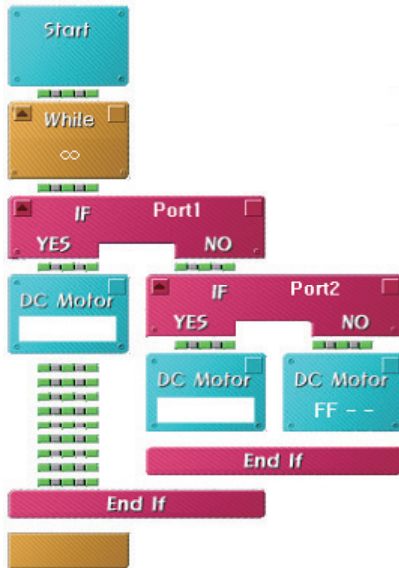 Start
While
∞
IF Port1
YES NO
DC Motor
IF Port2
YES NO
DC Motor DC Motor
FF - -
End If
End If